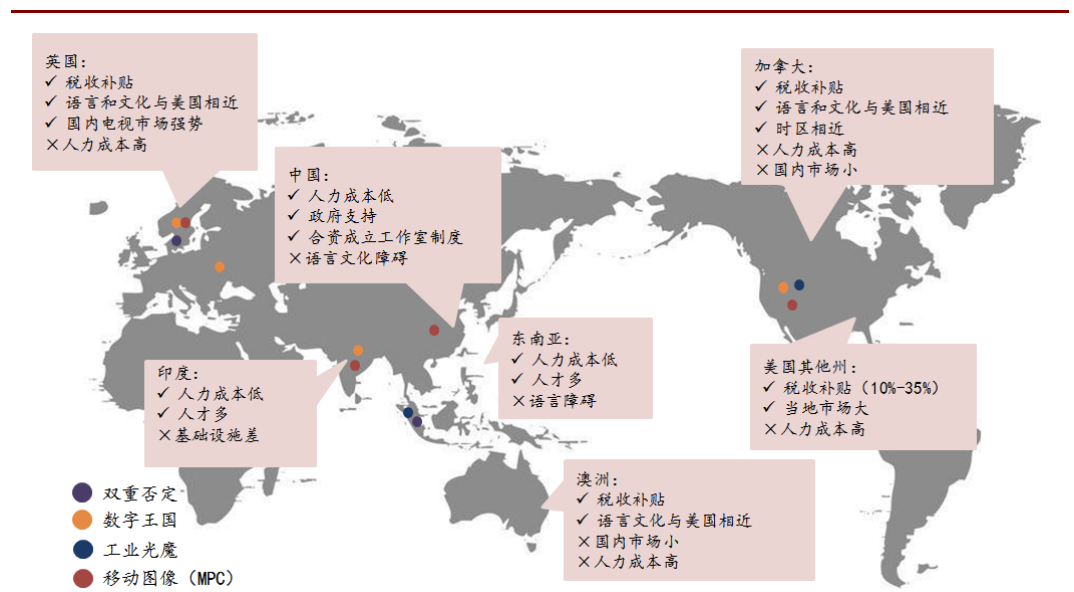 英国：
✓ 税收补贴
✓ 语言和文化与美国相近
✓ 国内电视市场强势
×人力成本高
加拿大：
✓ 税收补贴
✓ 语言和文化与美国相近
✓ 时区相近
×人力成本高
×国内市场小
中国：
✓ 人力成本低
✓ 政府支持
✓ 合资成立工作室制度
×语言文化障碍
东南亚：
✓ 人力成本低
✓ 人才多
×语言障碍
印度：
✓ 人力成本低
✓ 人才多
×基础设施差
美国其他州：
✓ 税收补贴（10%-35%）
✓ 当地市场大
×人力成本高
澳洲：
✓ 税收补贴
✓ 语言文化与美国相近
×国内市场小
×人力成本高
双重否定
数字王国
工业光魔
移动图像（MPC）